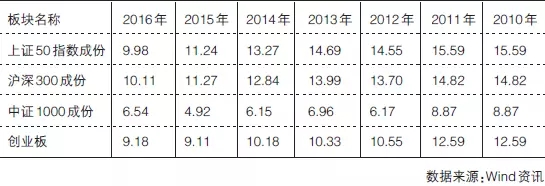 板块名称 2016年 2015年 2014年 2013年 2012年 2011年 2010年
上证50指数成份 9.98 11.24 13.27 14.69 14.55 15.59 15.59
沪深300成份 10.11 11.27 12.84 13.99 13.70 14.82 14.82
中证1000成份 6.54 4.92 6.15 6.96 6.17 8.87 8.87
创业板 9.18 9.11 10.18 10.33 10.55 12.59 12.59
数据来源:Wind资讯